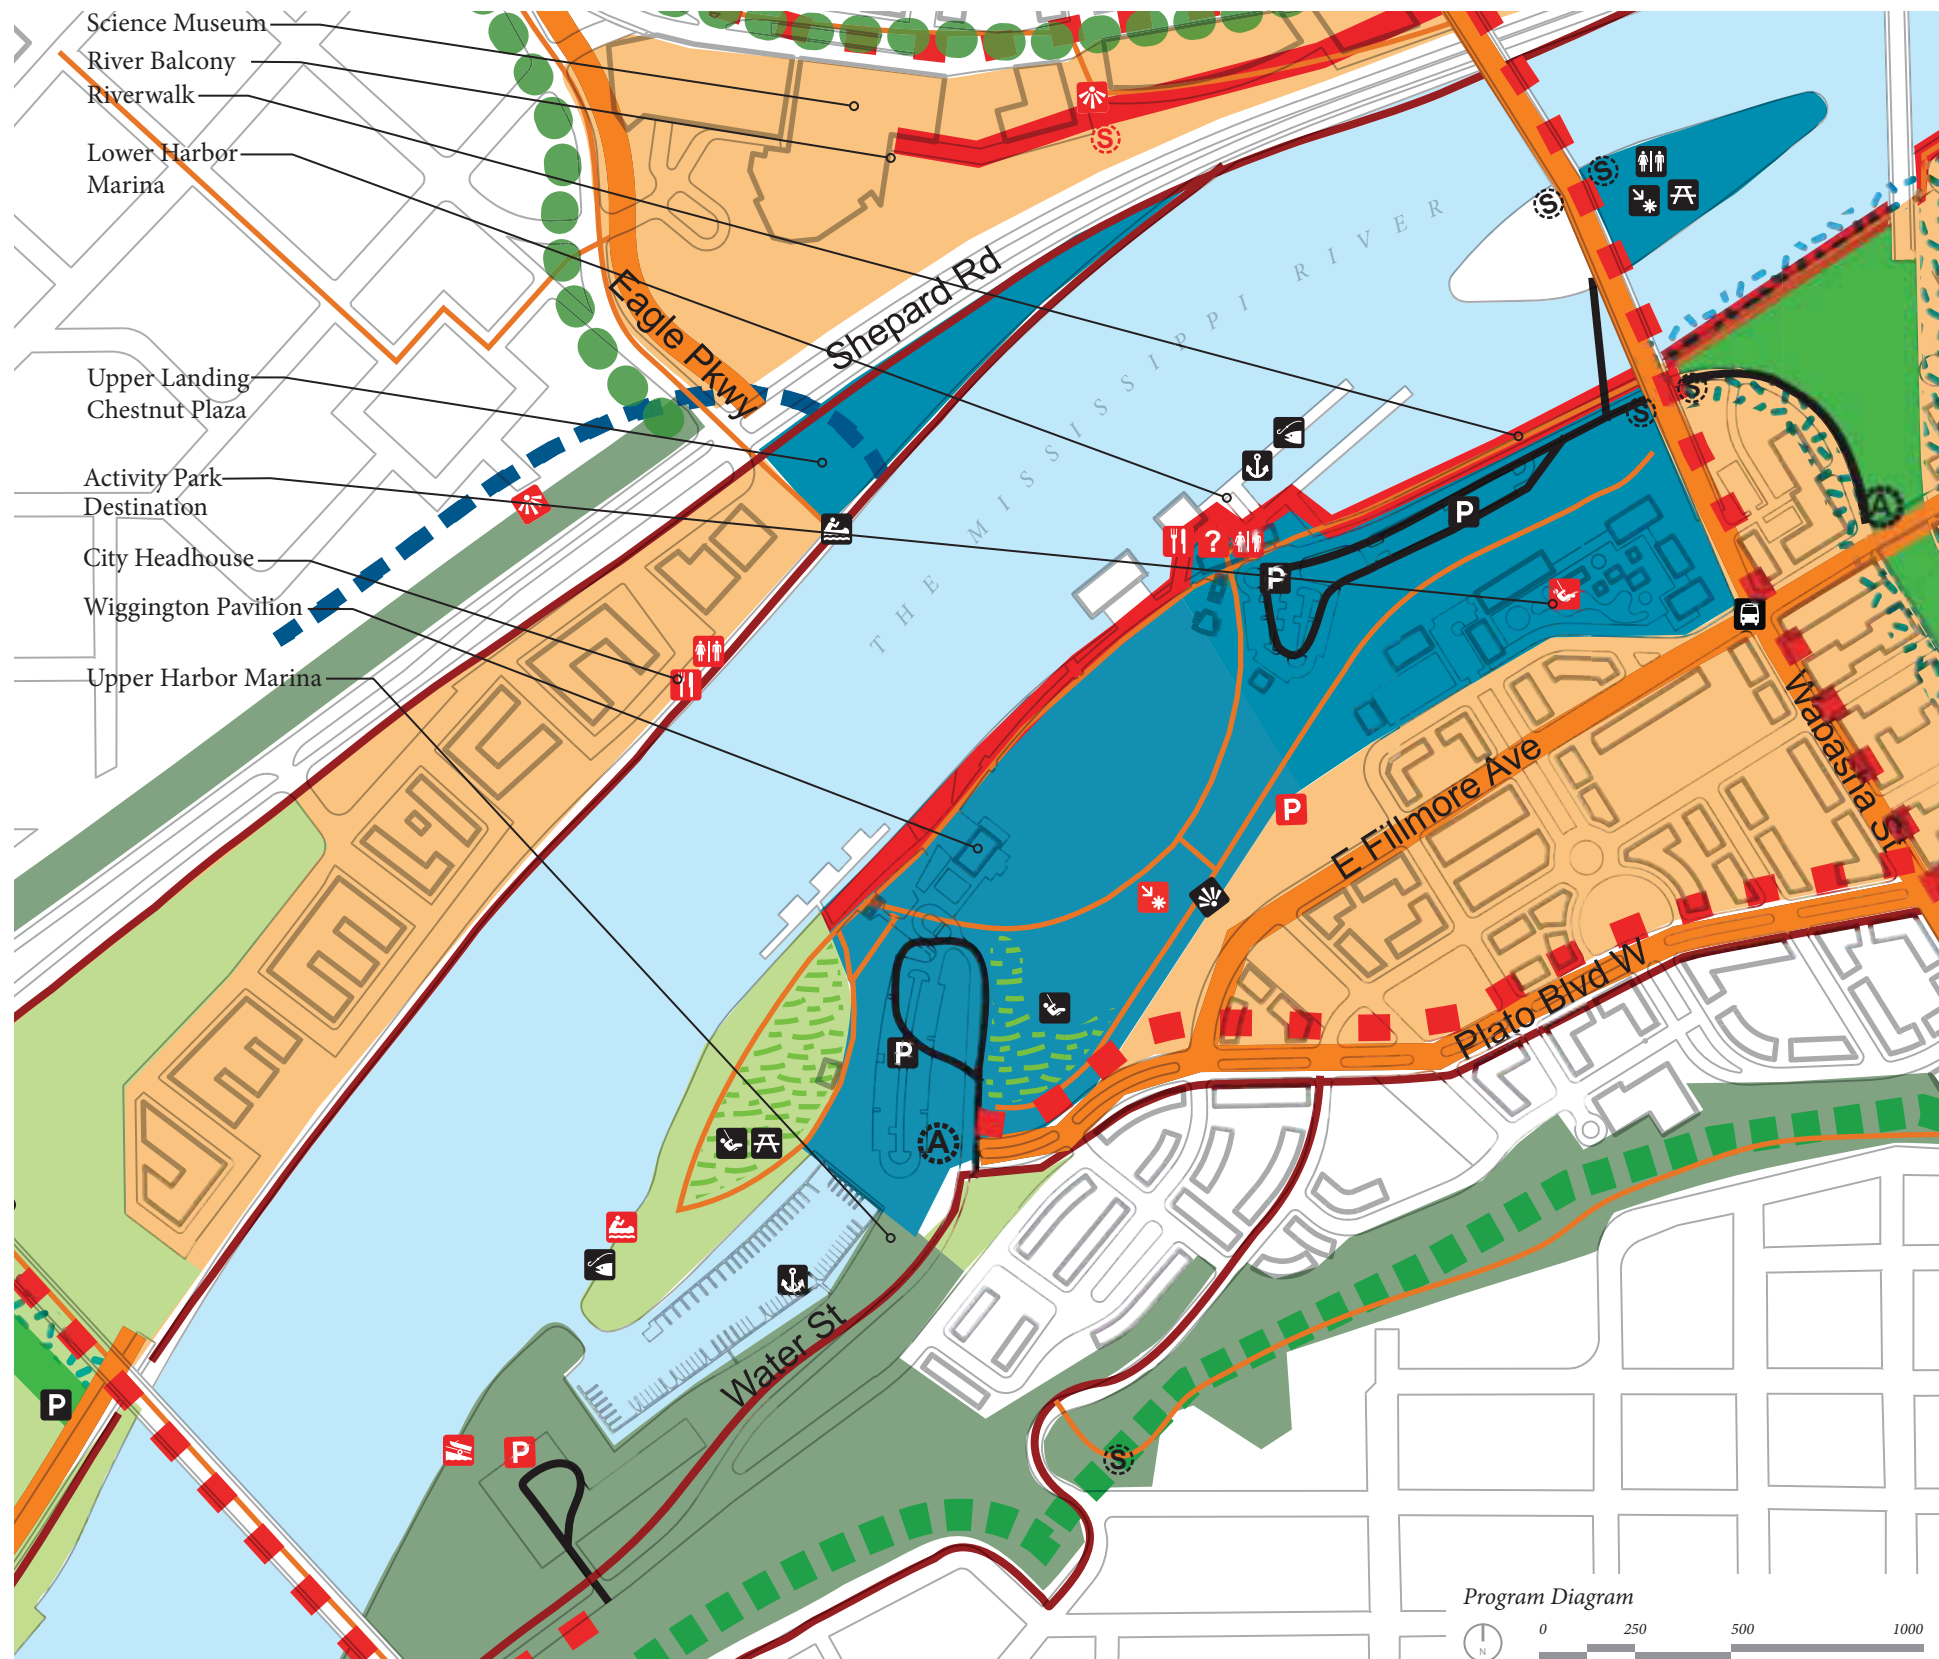 Science Museum
River Balcony
Riverwalk
Lower Harbor
Marina
Upper Landing
Chestnut Plaza
Activity Park
Destination
City Headhouse
Wiggington Pavilion
Upper Harbor Marina
Eagle Pkwy
Shepard Rd
THE MISSISSIPPI RIVER
E Fillmore Ave
Wabasha St
Plato Blvd W
Water St
S
S
S
S
S
S
A
A
P
P
P
P
P
P
?
Program Diagram
N
0 250 500 1000